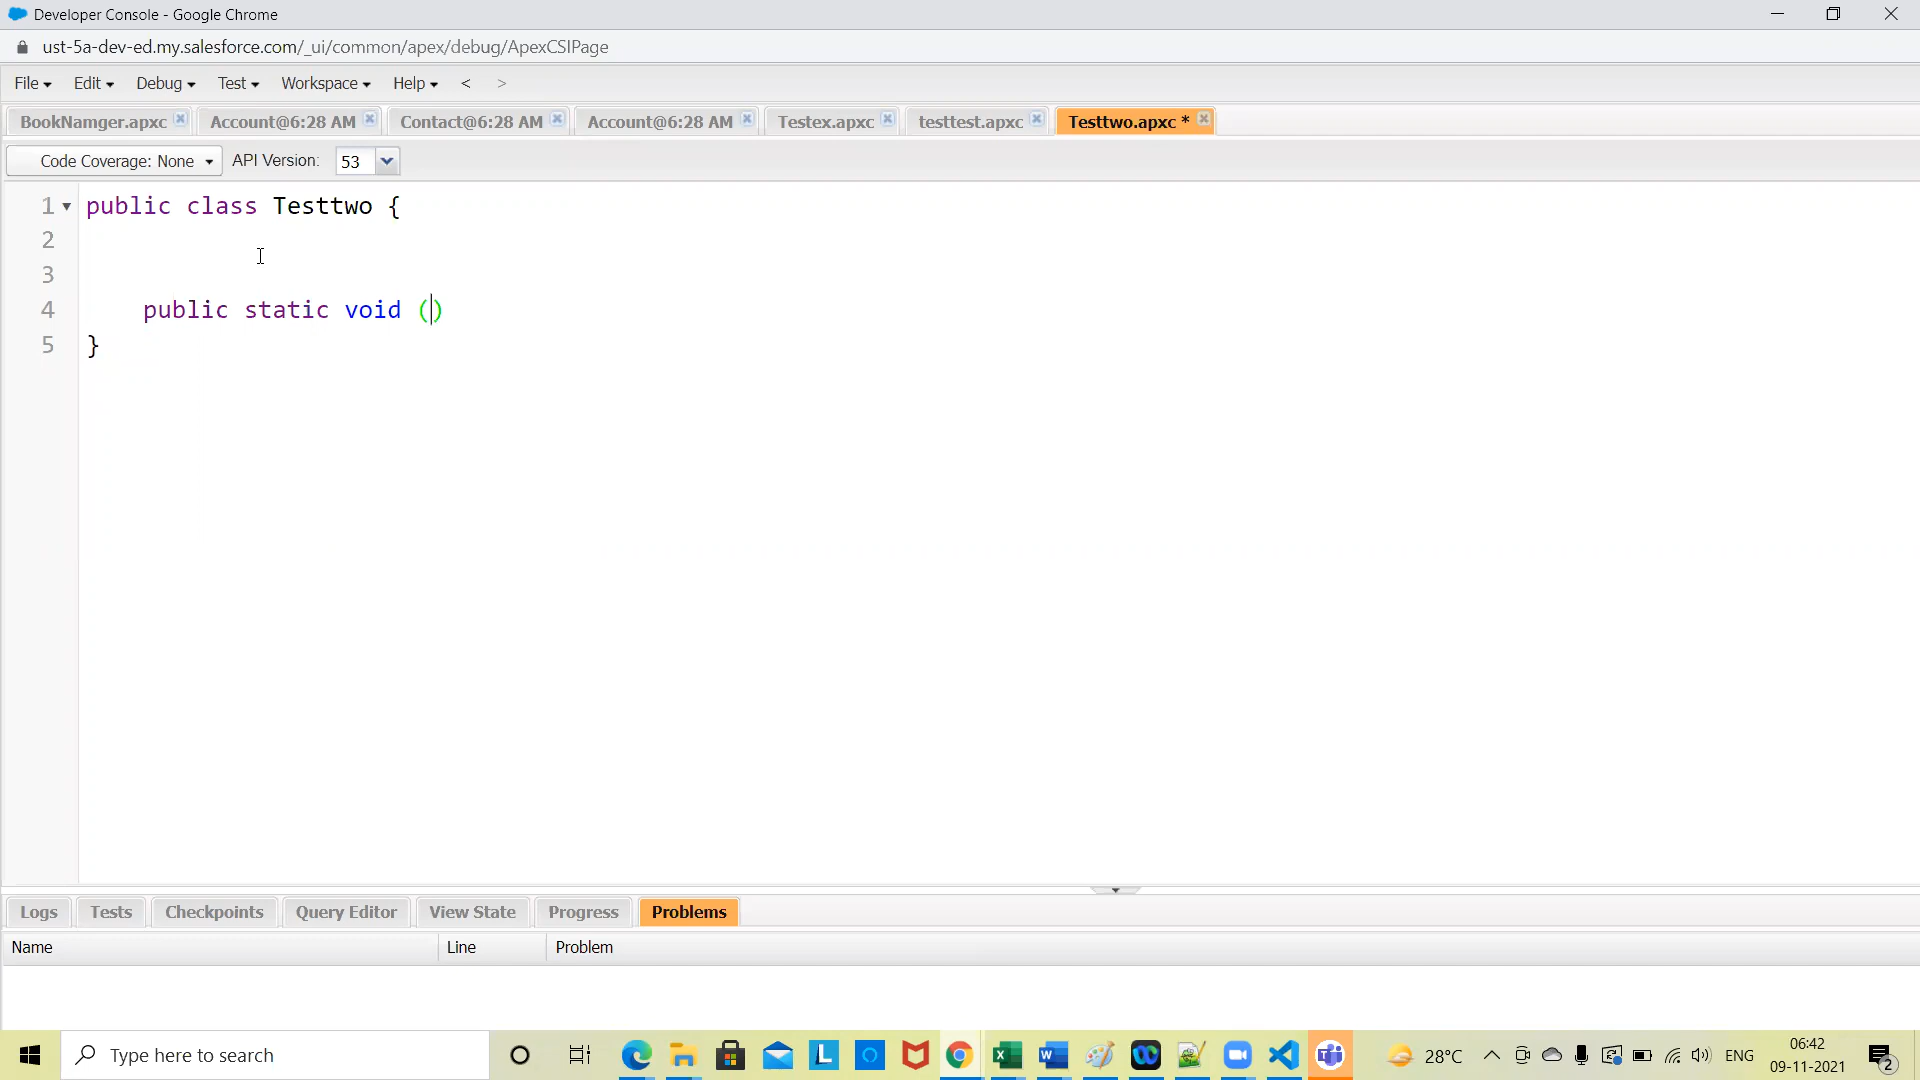 Developer Console - Google Chrome
ust-5a-dev-ed.my.salesforce.com/_ui/common/apex/debug/ApexCSIPage
File Edit Debug Test Workspace Help < >
BookNamger.apxc Account@6:28 AM Contact@6:28 AM Account@6:28 AM Testex.apxc testtest.apxc Testtwo.apxc *
Code Coverage: None API Version: 53
1 public class Testtwo {
2
3
4 public static void ()
5 }
Logs Tests Checkpoints Query Editor View State Progress Problems
Name Line Problem
Type here to search 28°C ENG 06:42
09-11-2021 2